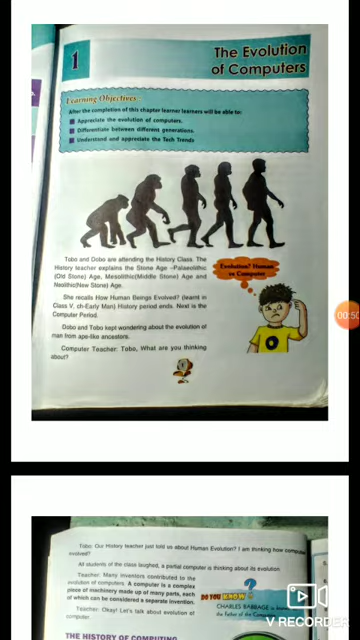 1
The Evolution
of Computers
Learning Objectives
After the completion of this chapter learner learners will be able to:
Appreciate the evolution of computers.
Differentiate between different generations.
Understand and appreciate the Tech Trends
Tobo and Dobo are attending the History Class. The
History teacher explains the Stone Age –Palaeolithic
(Old Stone) Age, Mesolithic(Middle Stone) Age and
Neolithic(New Stone) Age.
She recalls How Human Beings Evolved? (learnt in
Class V, ch-Early Men) History period ends. Next is the
Computer Period.
Dobo and Tobo kept wondering about the evolution of
man from ape-like ancestors.
Computer Teacher: Tobo, What are you thinking
about?
Evolution? Human
or Computer
00:50
Tobo: Our History teacher just told us about Human Evolution? I am thinking how
evolved?
All students of the class laughed, a partial computer is thinking about its evolution.
Teacher: Many inventors contributed to the
evolution of computers. A computer is a complex
piece of machinery made up of many parts, each
of which can be considered a separate invention.
Teacher: Okay! Let's talk about evolution of
computer.
DO YOU KNOW
?
CHARLES BABBAGE is
the Father of the
THE HISTORY OF COMPUTING
V RECORDER